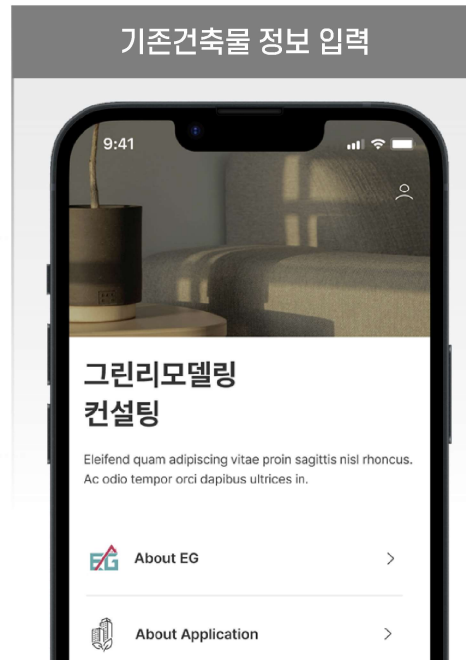 기존건축물 정보 입력
9:41
그린리모델링
컨설팅
Eleifend quam adipiscing vitae proin sagittis nisl rhoncus.
Ac odio tempor orci dapibus ultrices in.
EG
About EG
About Application